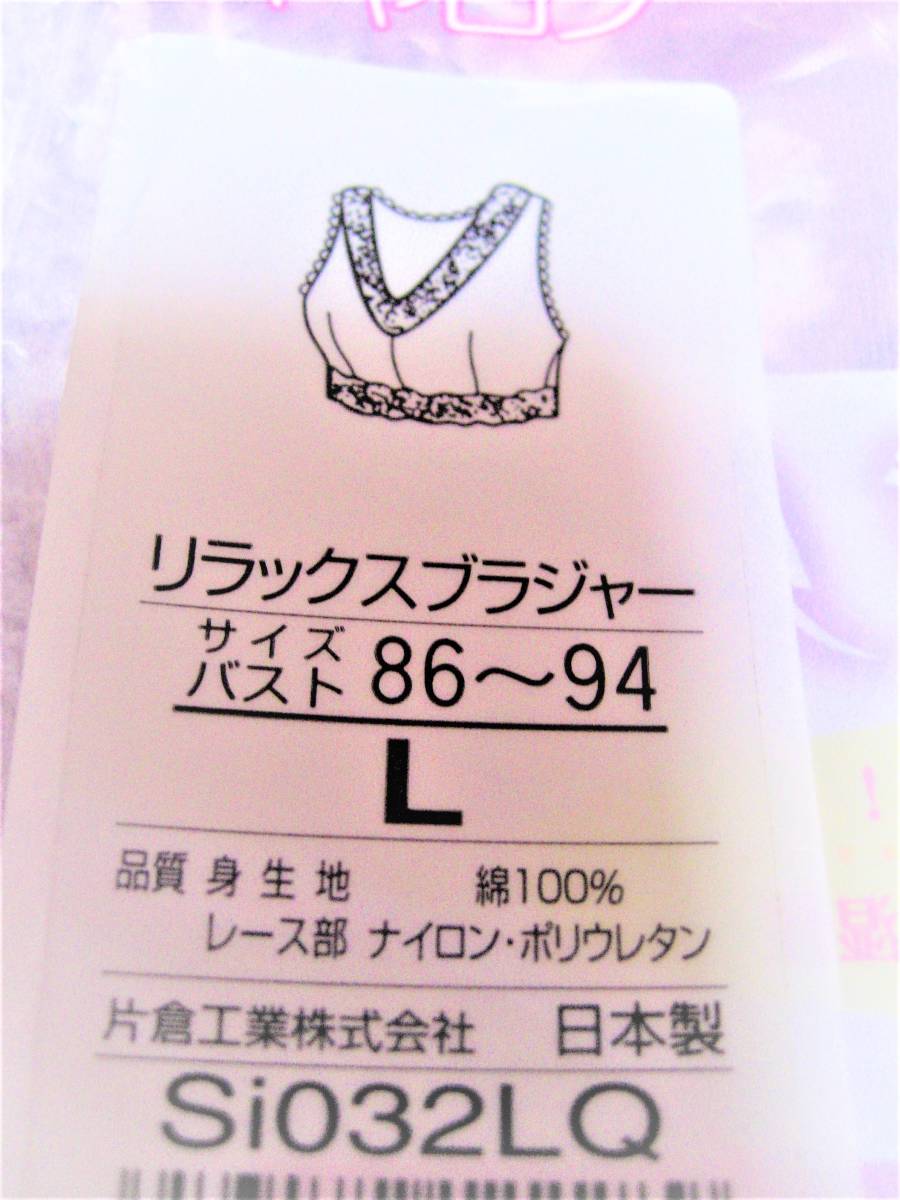 リラックスブラジャー
サイズ
バスト 86〜94
L
品質 身生地 綿100%
レース部 ナイロン・ポリウレタン
片倉工業株式会社 日本製
Si032LQ
!